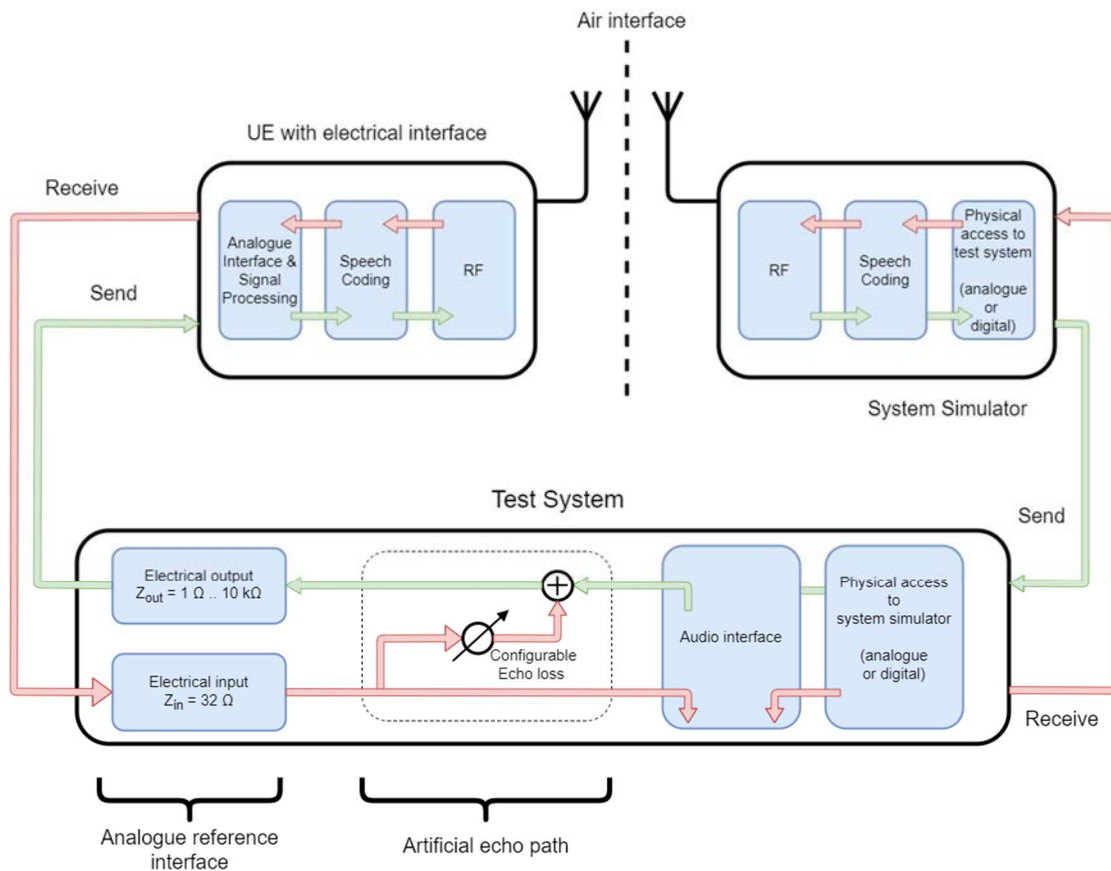 Air interface
UE with electrical interface
Receive
Send
Analogue
Interface &
Signal
Processing
Speech
Coding
RF
RF
Speech
Coding
Physical
access to
test system
(analogue
or
digital)
System Simulator
Send
Test System
Electrical output
Zout = 1 Ω .. 10 kΩ
Electrical input
Zin = 32 Ω
Configurable
Echo loss
Audio interface
Physical access
to
system simulator
(analogue
or digital)
Receive
Analogue reference
interface
Artificial echo path